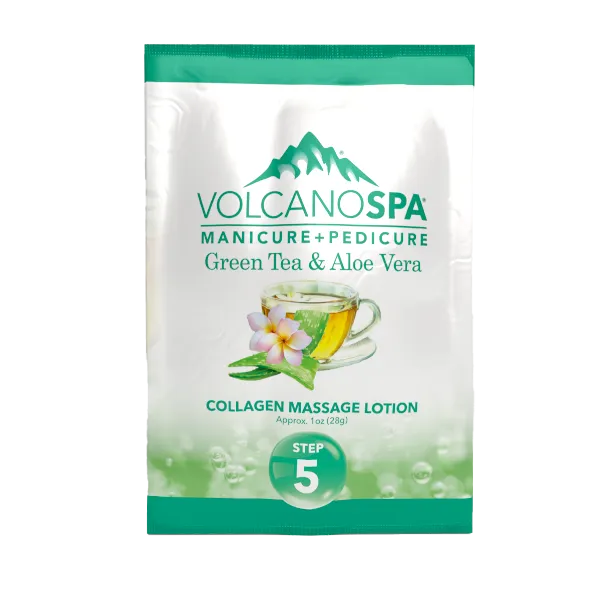 VOLCANOSPA®
MANICURE+PEDICURE
Green Tea & Aloe Vera
COLLAGEN MASSAGE LOTION
Approx. 1oz (28g)
STEP
5